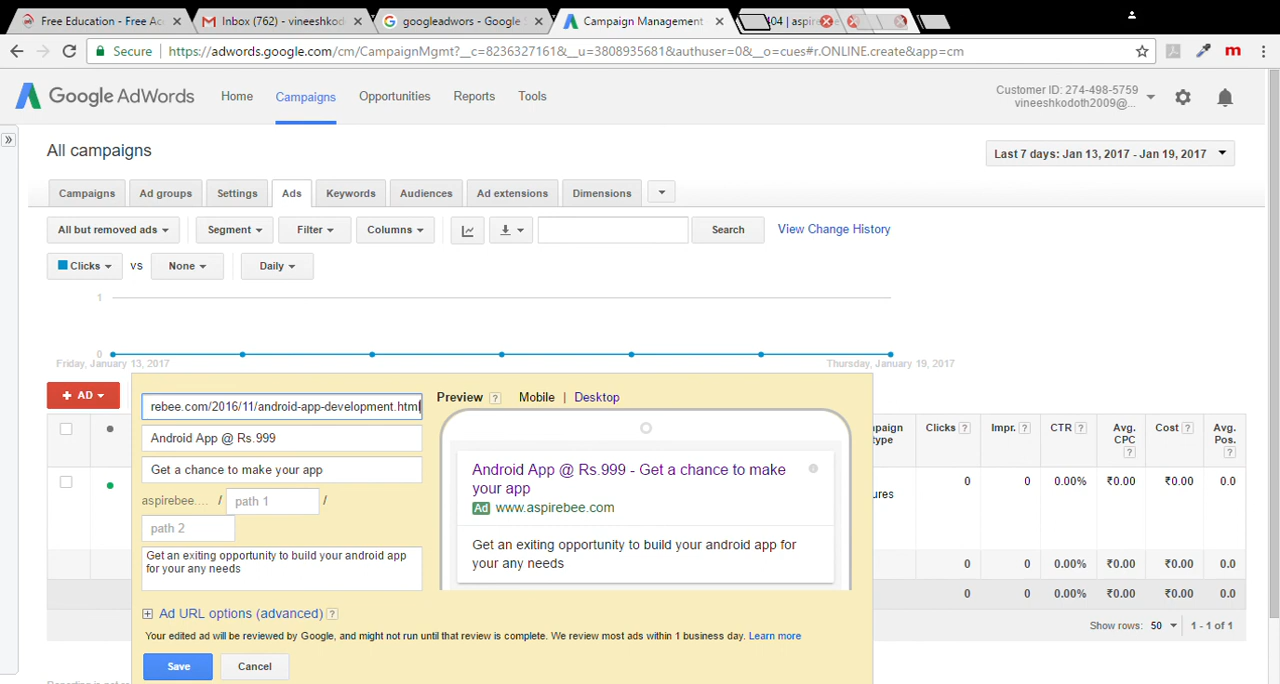 Free Education - Free Ac
Inbox (762) - vineeshkod
googleadwors - Google S
Campaign Management
404 | aspire
Secure https://adwords.google.com/cm/CampaignMgmt?__c=8236327161&__u=3808935681&authuser=0&__o=cues#r.ONLINE.create&app=cm
Google AdWords Home Campaigns Opportunities Reports Tools
Customer ID: 274-498-5759
vineeshkodoth2009@...
All campaigns
Last 7 days: Jan 13, 2017 - Jan 19, 2017
Campaigns Ad groups Settings Ads Keywords Audiences Ad extensions Dimensions
All but removed ads Segment Filter Columns Search View Change History
Clicks VS None Daily
1
0
Friday, January 13, 2017 Thursday, January 19, 2017
+ AD
rebee.com/2016/11/android-app-development.html
Android App @ Rs.999
Get a chance to make your app
aspirebee.... / path 1 /
path 2
Get an exiting opportunity to build your android app
for your any needs
Preview ? Mobile | Desktop
Android App @ Rs.999 - Get a chance to make
your app
Ad www.aspirebee.com
Get an exiting opportunity to build your android app for
your any needs
Ad URL options (advanced) ?
Your edited ad will be reviewed by Google, and might not run until that review is complete. We review most ads within 1 business day. Learn more
Save Cancel
paign
type
Clicks ? Impr. ? CTR ? Avg.
CPC
? Cost ? Avg.
Pos.
?
ures
0 0 0.00% ₹0.00 ₹0.00 0.0
0 0 0.00% ₹0.00 ₹0.00 0.0
0 0 0.00% ₹0.00 ₹0.00 0.0
Show rows: 50 1 - 1 of 1